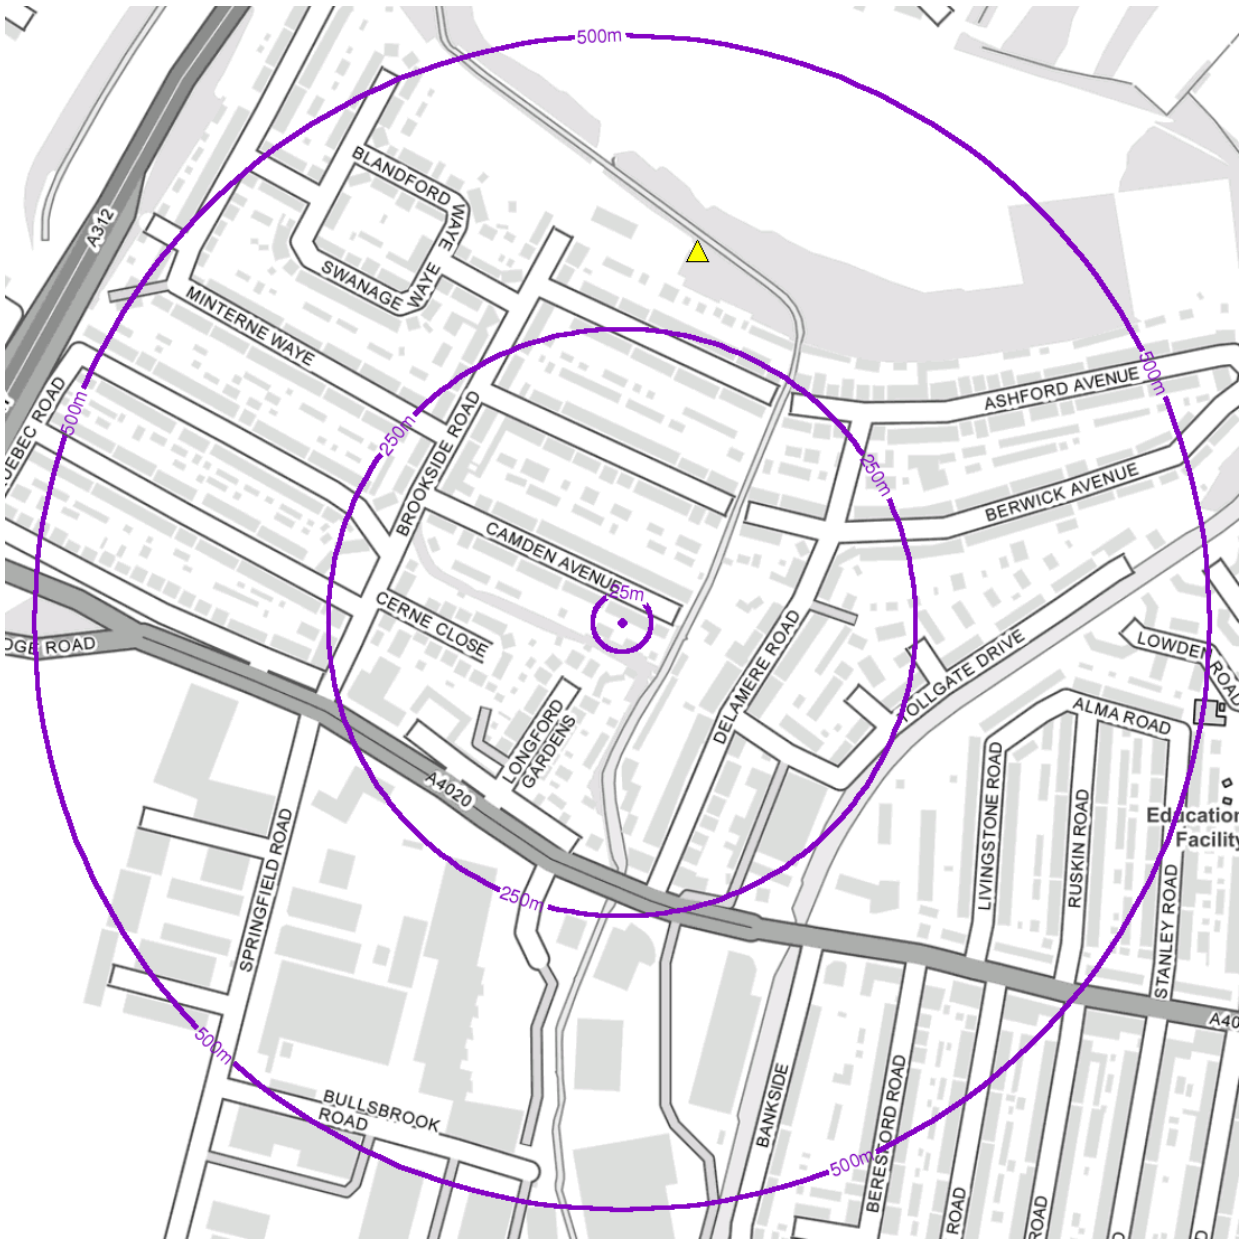 500m
BLANDFORD
WAYE
A312
SWANAGE
WAYE
MINTERNE WAYE
500m
ASHFORD AVENUE
500m
UEBEC ROAD
250m
BROOKSIDE ROAD
250m
BERWICK AVENUE
CAMDEN AVENUE
25m
CERNE CLOSE
DGE ROAD
DELAMERE ROAD
TOLLGATE DRIVE
LOWDEN ROAD
ALMA ROAD
LONGFORD
GARDENS
A4020
LIVINGSTONE ROAD
RUSKIN ROAD
Education
Facility
SPRINGFIELD ROAD
250m
STANLEY ROAD
A40
500m
BULLSBROOK
ROAD
BANKSIDE
BERESFORD ROAD
500m
ROAD
ROAD
D
D